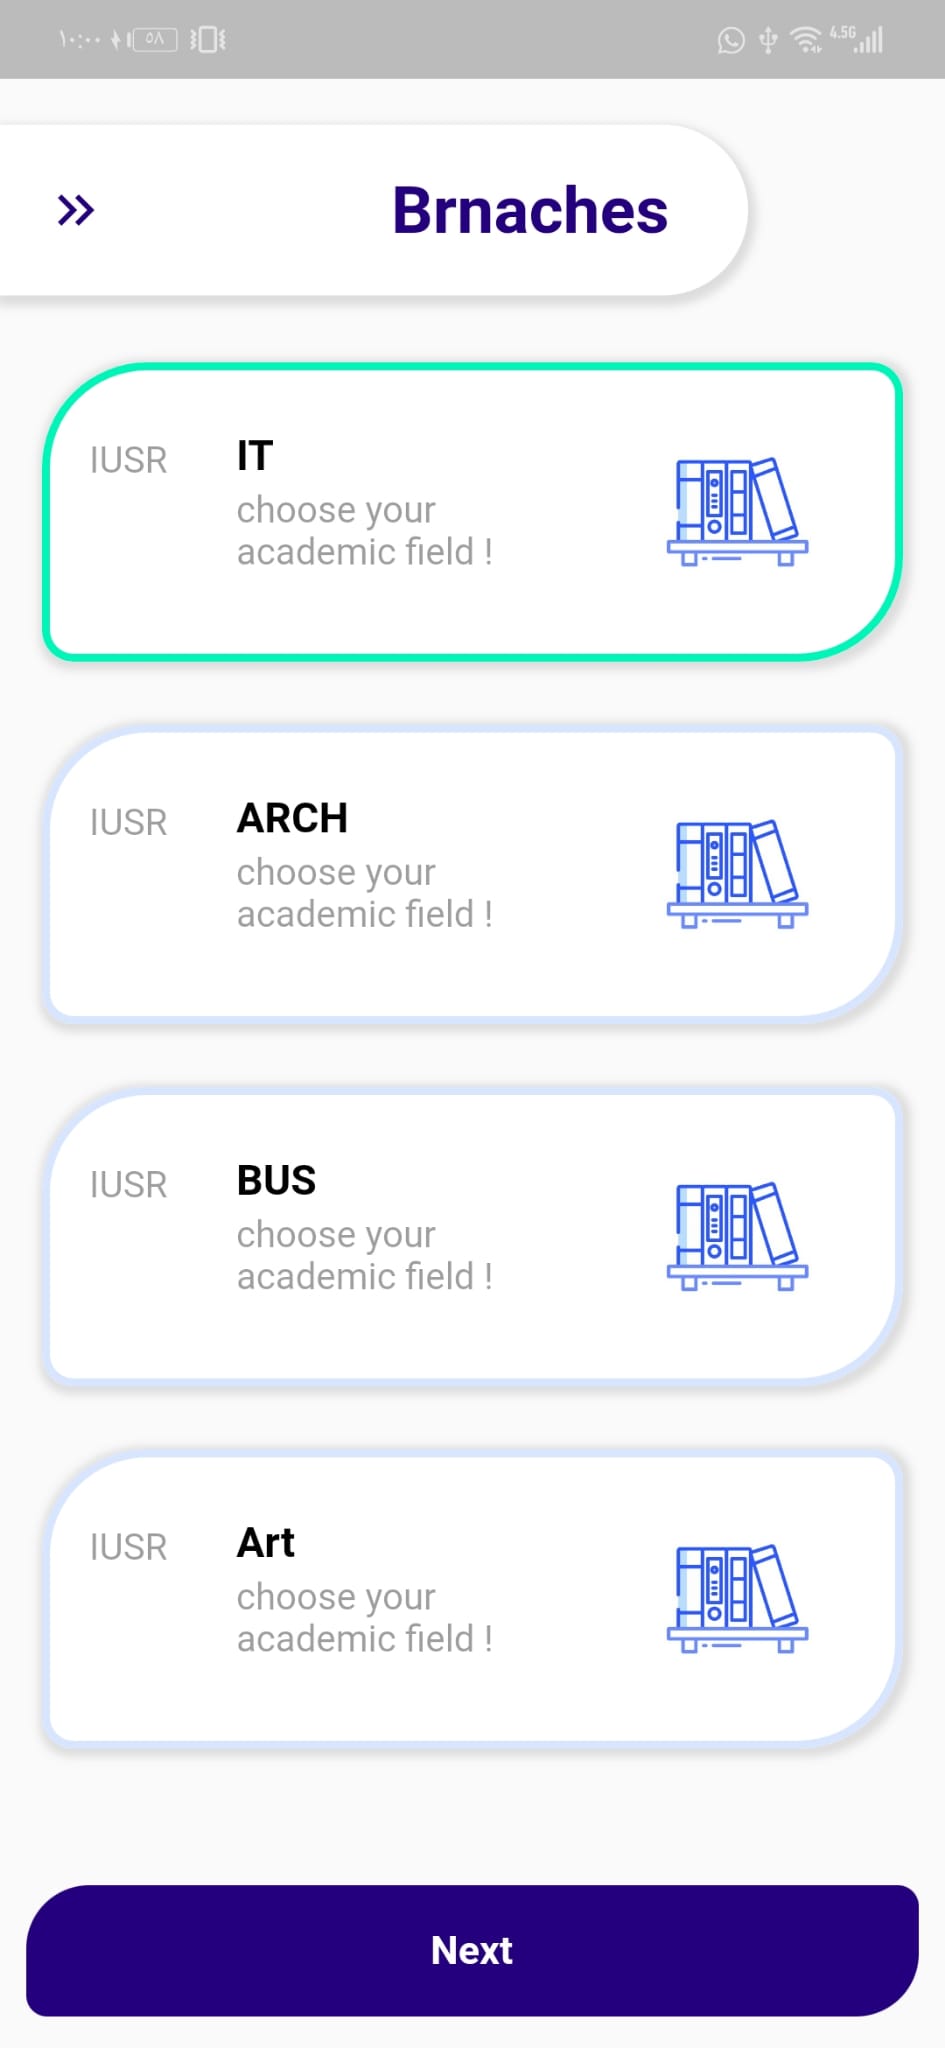 ١٠:٠٠
٥٨
4.5G
Brnaches
IUSR
IT
choose your
academic field !
IUSR
ARCH
choose your
academic field !
IUSR
BUS
choose your
academic field !
IUSR
Art
choose your
academic field !
Next